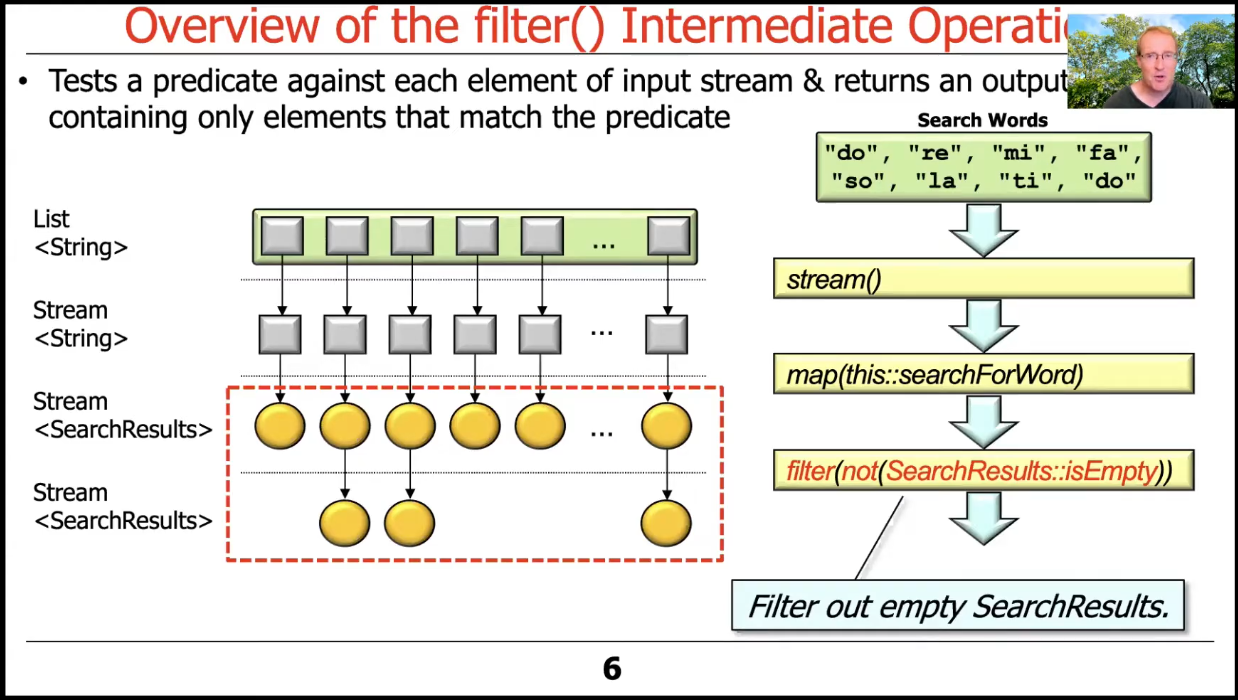 Overview of the filter() Intermediate Operati
• Tests a predicate against each element of input stream & returns an output
containing only elements that match the predicate
Search Words
"do", "re", "mi", "fa",
"so", "la", "ti", "do"
List
<String>
...
stream()
Stream
<String>
...
map(this::searchForWord)
Stream
<SearchResults>
...
filter(not(SearchResults::isEmpty))
Stream
<SearchResults>
Filter out empty SearchResults.
6